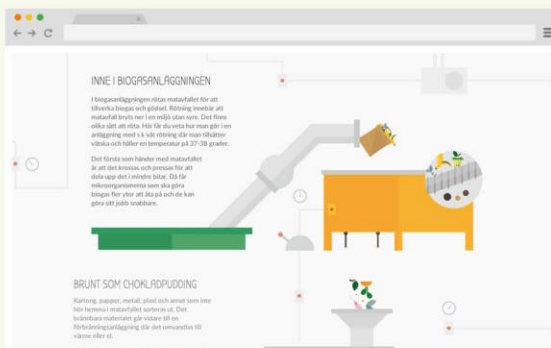 INNE I BIOGASANLÄGGNINGEN
I biogasanläggningen rötas matavfallet för att
tillverka biogas och gödsel. Rötning innebär att
matavfall bryts ner i en miljö utan syre. Det finns
olika sätt att röta. Här får du veta hur man gör i en
anläggning med s k våt rötning där man tillsätter
vätska och håller en temperatur på 37-38 grader.
Det första som händer med matavfallet
är att det krossas och pressas för att
dela upp det i mindre bitar. Då får
mikroorganismerna som ska göra
biogas fler ytor att äta på och de kan
göra sitt jobb snabbare.
BRUNT SOM CHOKLADPUDDING
Kartong, papper, metall, plast och annat som inte
hör hemma i matavfallet sorteras ut. Det
brännbara materialet går vidare till en
förbränningsanläggning där det omvandlas till
värme eller el.